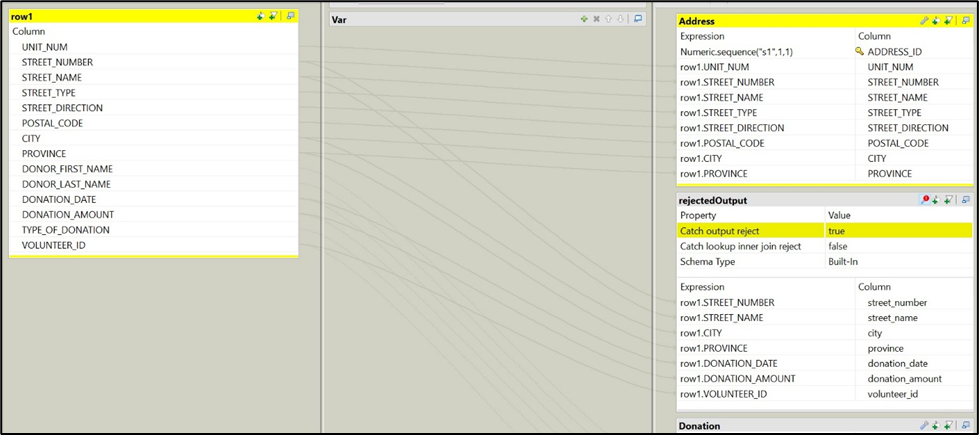 row1
Column
UNIT_NUM
STREET_NUMBER
STREET_NAME
STREET_TYPE
STREET_DIRECTION
POSTAL_CODE
CITY
PROVINCE
DONOR_FIRST_NAME
DONOR_LAST_NAME
DONATION_DATE
DONATION_AMOUNT
TYPE_OF_DONATION
VOLUNTEER_ID
Var
Address
Expression Column
Numeric.sequence("s1",1,1) ADDRESS_ID
row1.UNIT_NUM UNIT_NUM
row1.STREET_NUMBER STREET_NUMBER
row1.STREET_NAME STREET_NAME
row1.STREET_TYPE STREET_TYPE
row1.STREET_DIRECTION STREET_DIRECTION
row1.POSTAL_CODE POSTAL_CODE
row1.CITY CITY
row1.PROVINCE PROVINCE
rejectedOutput
Property Value
Catch output reject true
Catch lookup inner join reject false
Schema Type Built-In
Expression Column
row1.STREET_NUMBER street_number
row1.STREET_NAME street_name
row1.CITY city
row1.PROVINCE province
row1.DONATION_DATE donation_date
row1.DONATION_AMOUNT donation_amount
row1.VOLUNTEER_ID volunteer_id
Donation